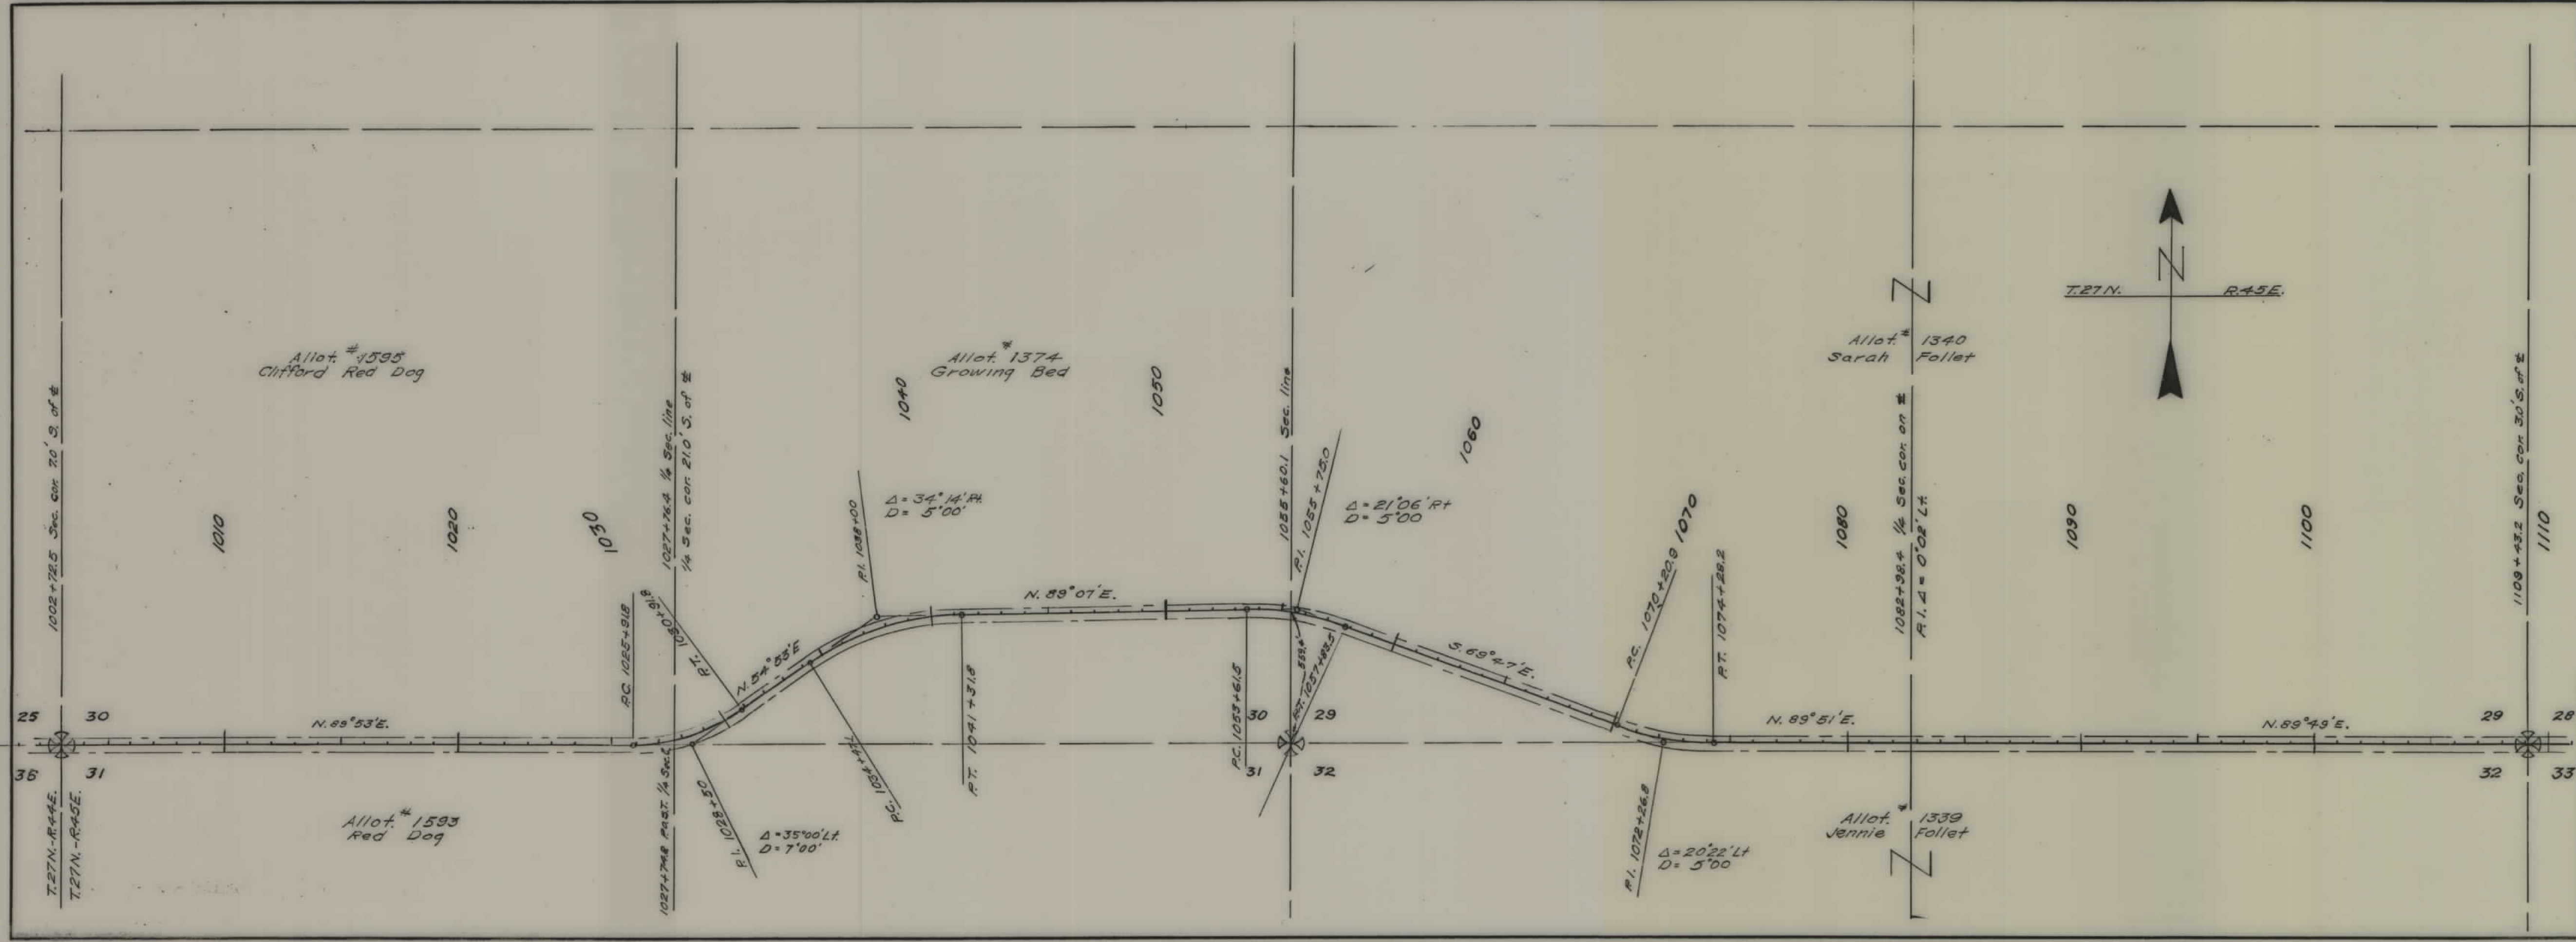 1002+72.5 Sec. cor. 7.0' S. of ℄
Allot. # 1595
Clifford Red Dog
1010
1020
1030
P.C. 1025+91.8
1027+76.4 1/4 Sec. line
1/4 Sec. cor. 21.0' S. of ℄
P.T. 1030+91.8
N. 54°53'E
P.I. 1038+00
Δ = 34°14' Rt.
D = 5°00'
1040
Allot. # 1374
Growing Bed
1050
N. 89°07'E.
1055+60.1 Sec. line
P.I. 1055+75.0
Δ = 21°06' Rt
D = 5°00
1060
S. 69°47'E.
P.C. 1070+20.9
1070
P.T. 1074+28.2
1080
Allot. # 1340
Sarah Follet
1082+98.4 1/4 Sec. cor. on ℄
P.I. Δ = 0°02' Lt.
N
T.27N. R.45E.
1090
1100
1109+43.2 Sec. cor. 3.0' S. of ℄
1110
25 30
N. 89°53'E.
36 31
T.27N.-R.44E.
T.27N.-R.45E.
Allot. # 1593
Red Dog
1027+74.8 P.O.S.T. 1/4 Sec. L
P.I. 1028+50
Δ = 35°00' Lt.
D = 7°00'
P.C. 1034+47.2
P.T. 1041+31.8
P.C. 1053+61.5
P.T. 1057+83.5
30 29
31 32
P.I. 1072+26.8
Δ = 20°22' Lt
D = 5°00
N. 89°51'E.
Allot. # 1339
Jennie Follet
N. 89°49'E.
29 28
32 33